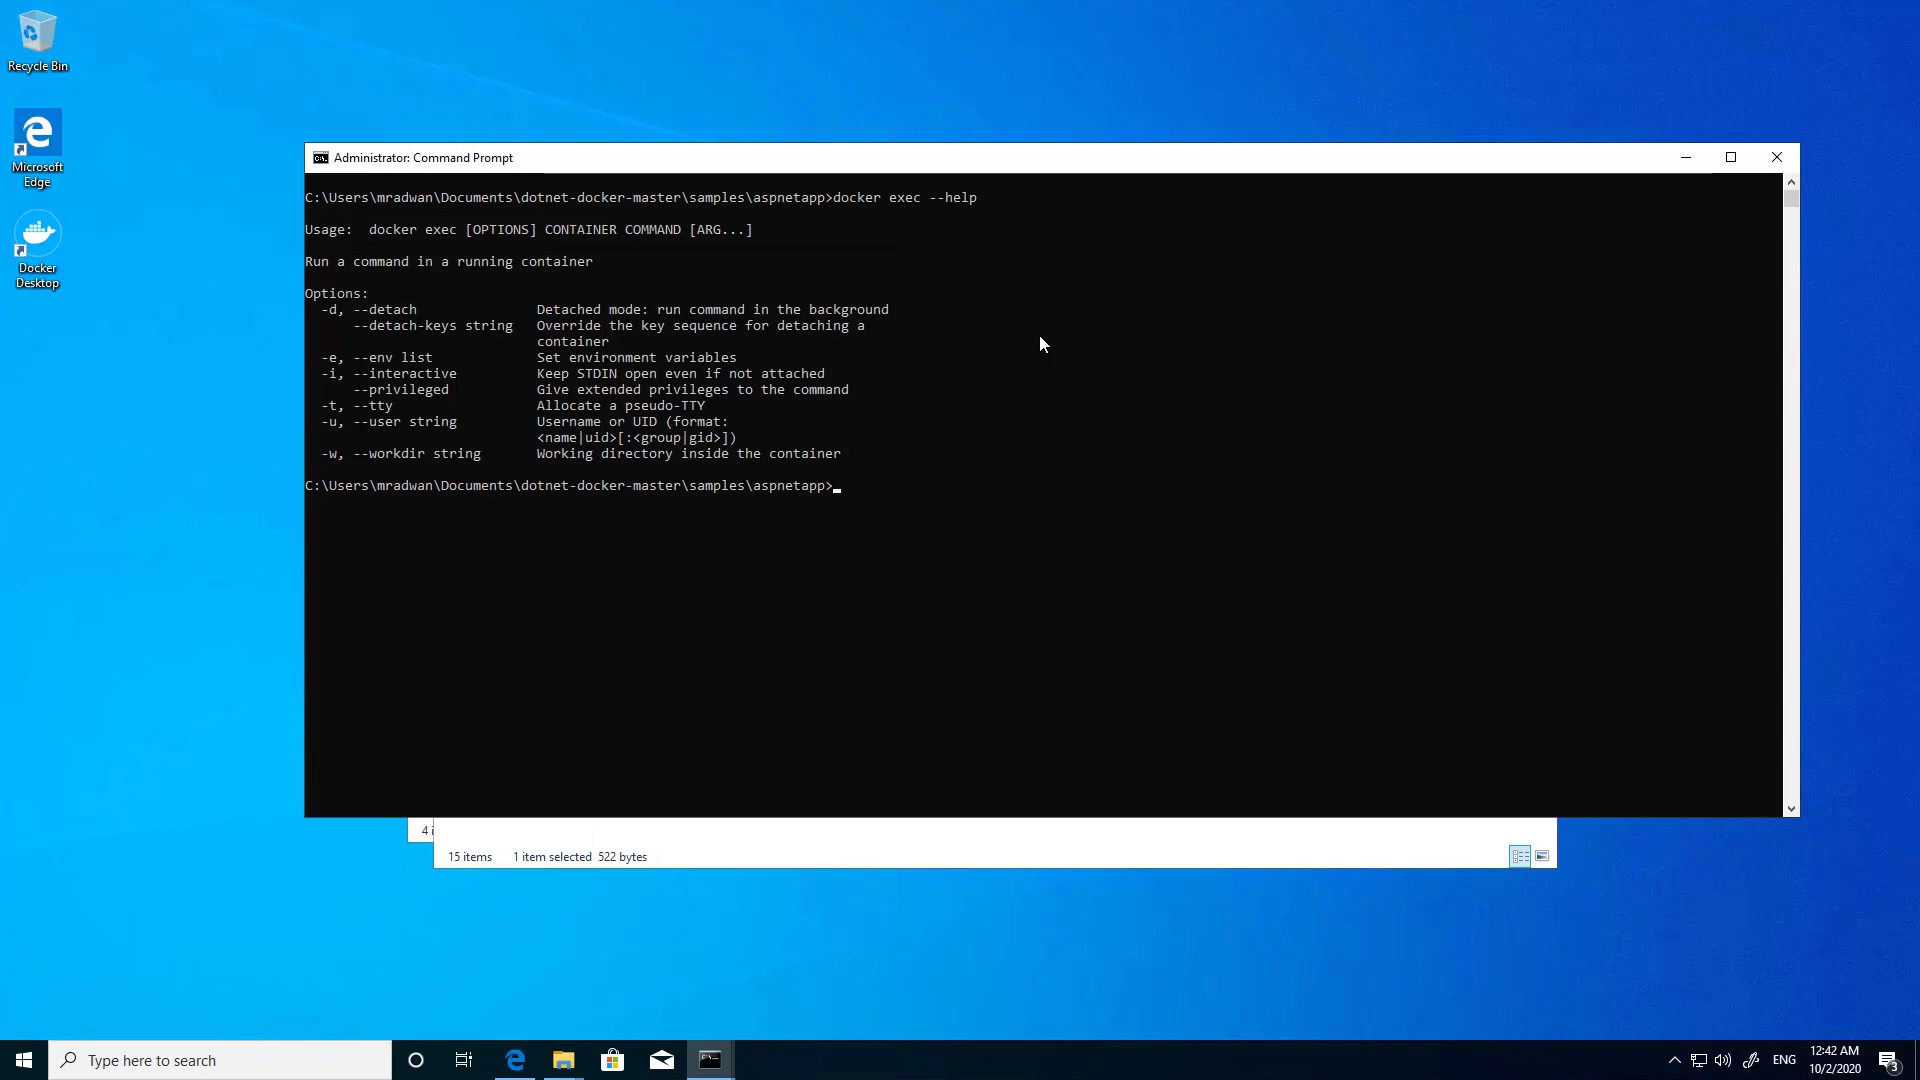 Recycle Bin
Microsoft
Edge
Docker
Desktop
Administrator: Command Prompt
C:\Users\mradwan\Documents\dotnet-docker-master\samples\aspnetapp>docker exec --help
Usage:  docker exec [OPTIONS] CONTAINER COMMAND [ARG...]
Run a command in a running container
Options:
  -d, --detach               Detached mode: run command in the background
      --detach-keys string   Override the key sequence for detaching a
                             container
  -e, --env list             Set environment variables
  -i, --interactive          Keep STDIN open even if not attached
      --privileged           Give extended privileges to the command
  -t, --tty                  Allocate a pseudo-TTY
  -u, --user string          Username or UID (format:
                             <name|uid>[:<group|gid>])
  -w, --workdir string       Working directory inside the container
C:\Users\mradwan\Documents\dotnet-docker-master\samples\aspnetapp>
4 i
15 items 1 item selected 522 bytes
Type here to search
ENG
12:42 AM
10/2/2020
3